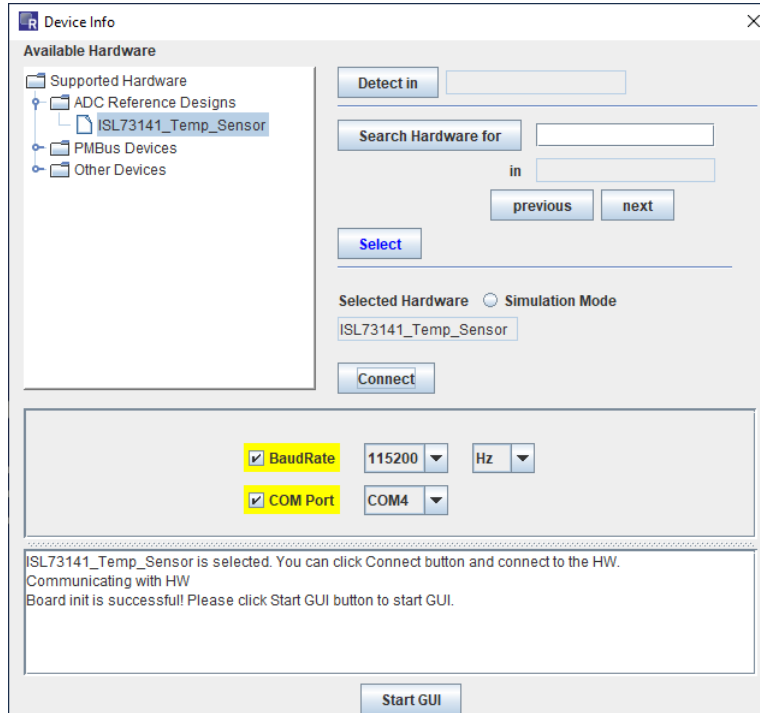 Device Info
Available Hardware
Supported Hardware
ADC Reference Designs
ISL73141_Temp_Sensor
PMBus Devices
Other Devices
Detect in
Search Hardware for
in
previous next
Select
Selected Hardware Simulation Mode
ISL73141_Temp_Sensor
Connect
BaudRate 115200 Hz
COM Port COM4
ISL73141_Temp_Sensor is selected. You can click Connect button and connect to the HW.
Communicating with HW
Board init is successful! Please click Start GUI button to start GUI.
Start GUI